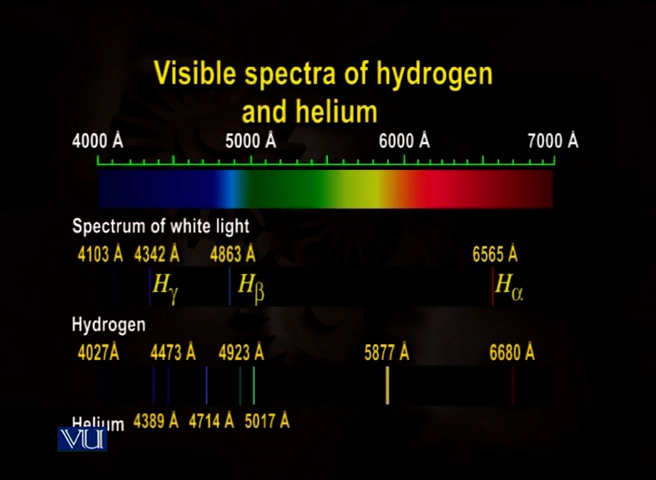 Visible spectra of hydrogen
and helium
4000 Å 5000 Å 6000 Å 7000 Å
Spectrum of white light
4103 Å 4342 Å 4863 Å 6565 Å
Hγ Hβ Hα
Hydrogen
4027Å 4473 Å 4923 Å 5877 Å 6680 Å
Helium 4389 Å 4714 Å 5017 Å
VU